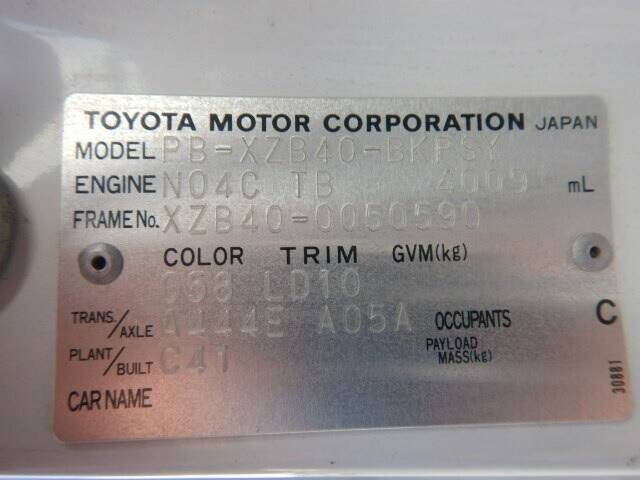 TOYOTA MOTOR CORPORATION JAPAN
MODEL PB-XZB40-BKPSY
ENGINE N04C TB 4009 mL
FRAME No. XZB40-0050590
COLOR TRIM GVM(kg)
058 LD10
TRANS./AXLE A444E A05A OCCUPANTS C
PLANT/BUILT C41 PAYLOAD MASS(kg)
CAR NAME
30881